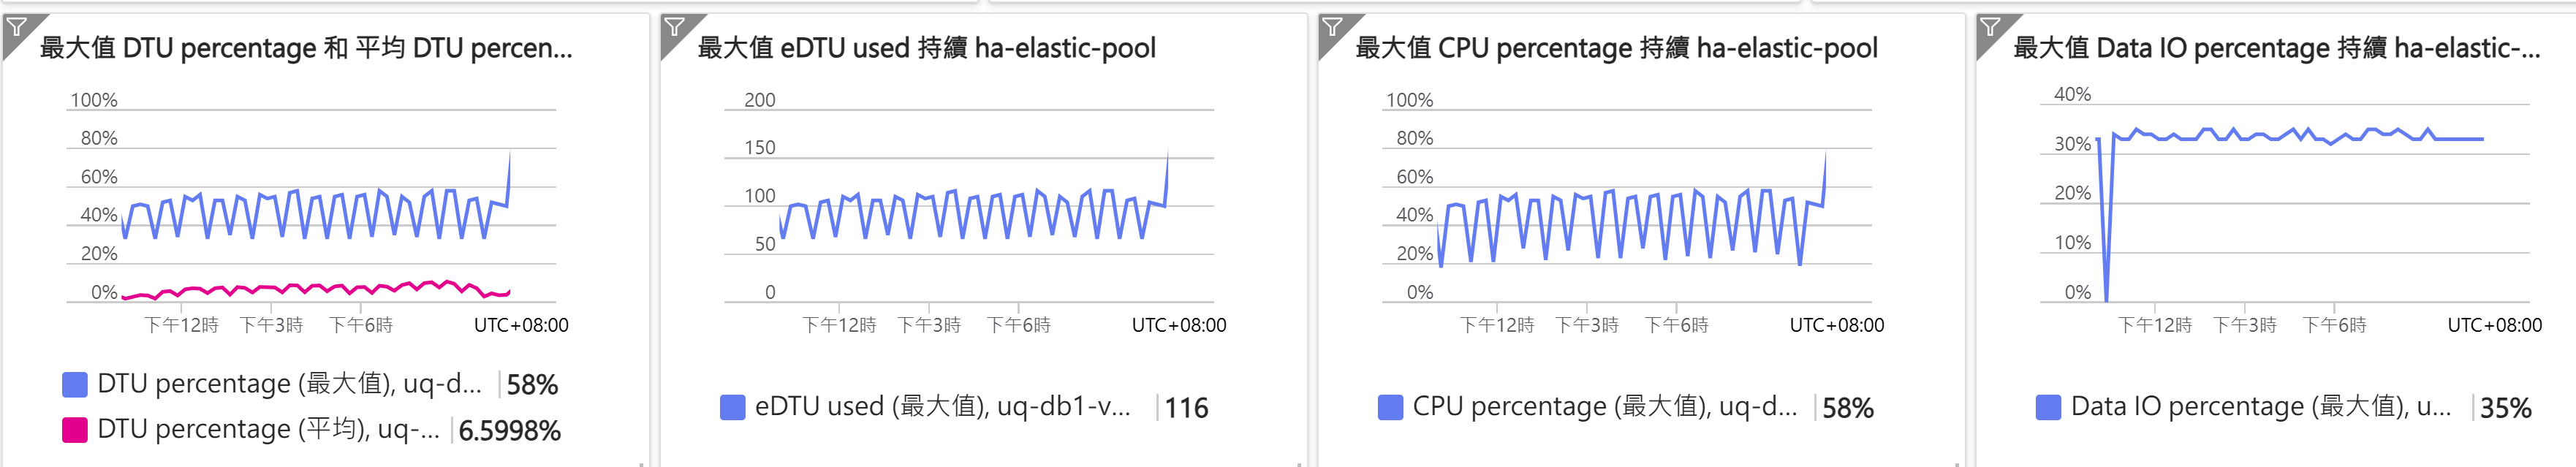 最大值 DTU percentage 和 平均 DTU percen...
100%
80%
60%
40%
20%
0%
下午12時 下午3時 下午6時 UTC+08:00
DTU percentage (最大值), uq-d... 58%
DTU percentage (平均), uq-... 6.5998%
最大值 eDTU used 持續 ha-elastic-pool
200
150
100
50
0
下午12時 下午3時 下午6時 UTC+08:00
eDTU used (最大值), uq-db1-v... 116
最大值 CPU percentage 持續 ha-elastic-pool
100%
80%
60%
40%
20%
0%
下午12時 下午3時 下午6時 UTC+08:00
CPU percentage (最大值), uq-d... 58%
最大值 Data IO percentage 持續 ha-elastic-...
40%
30%
20%
10%
0%
下午12時 下午3時 下午6時 UTC+08:00
Data IO percentage (最大值), u... 35%